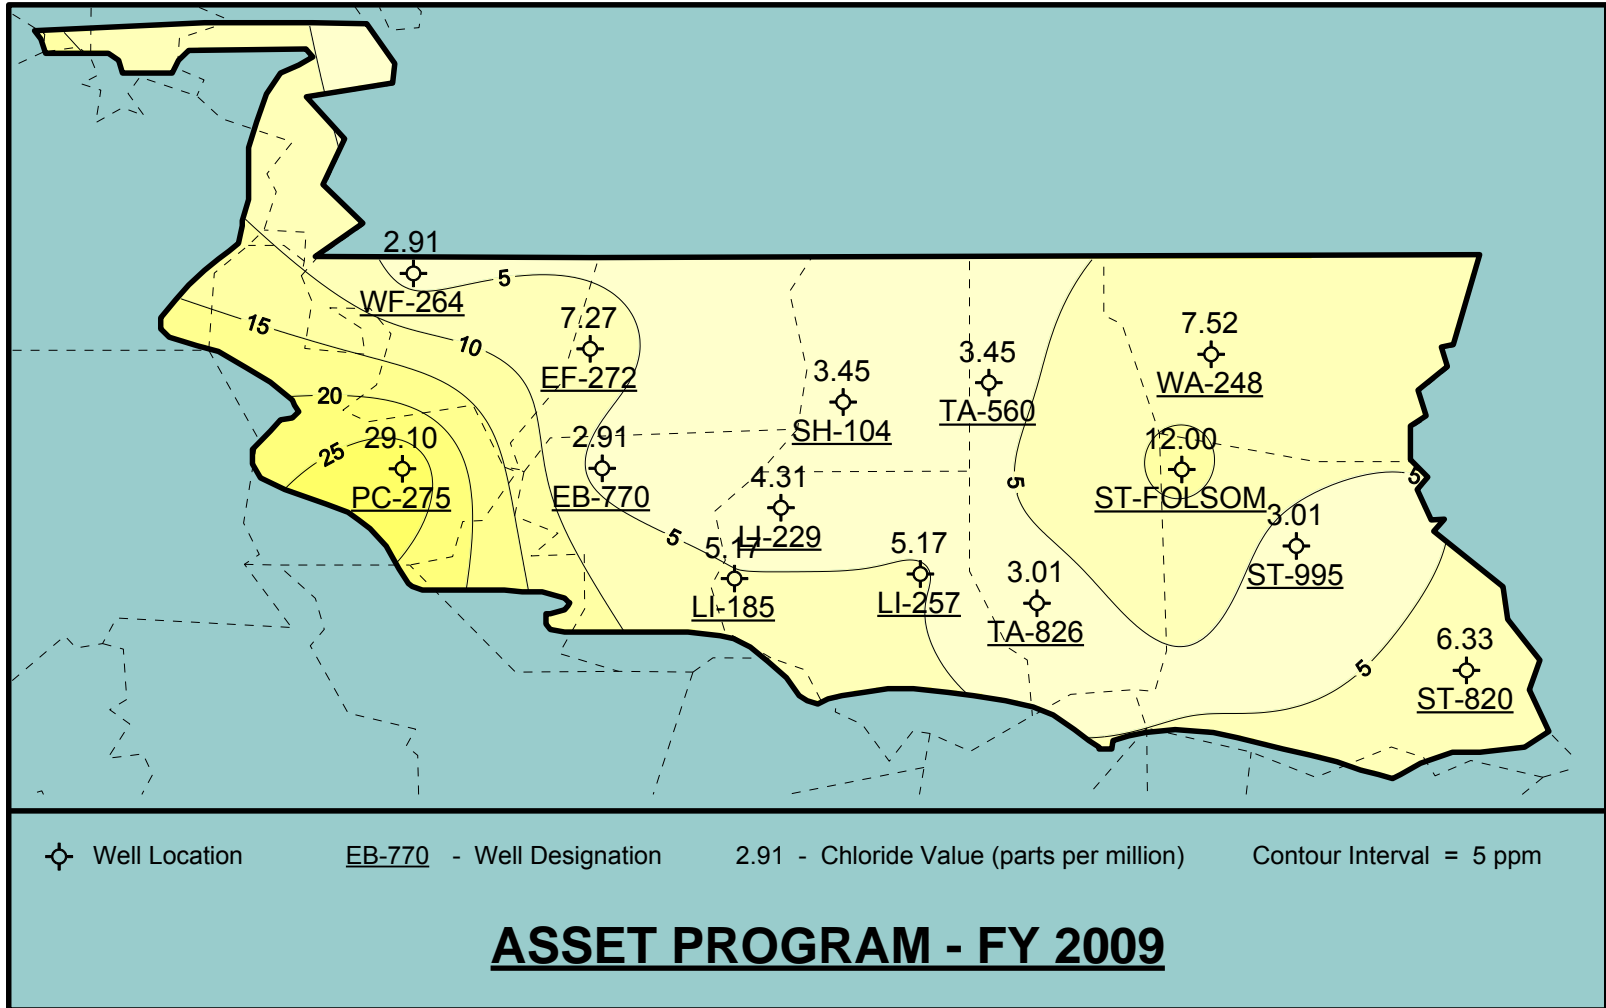 2.91
WF-264
5
15
10
7.27
EF-272
20
3.45
SH-104
3.45
TA-560
7.52
WA-248
25
29.10
PC-275
2.91
EB-770
4.31
LI-229
5
12.00
ST-FOLSOM
5
5
3.01
ST-995
5
5.17
LI-185
5.17
LI-257
3.01
TA-826
5
6.33
ST-820
Well Location EB-770 - Well Designation 2.91 - Chloride Value (parts per million) Contour Interval = 5 ppm
ASSET PROGRAM - FY 2009